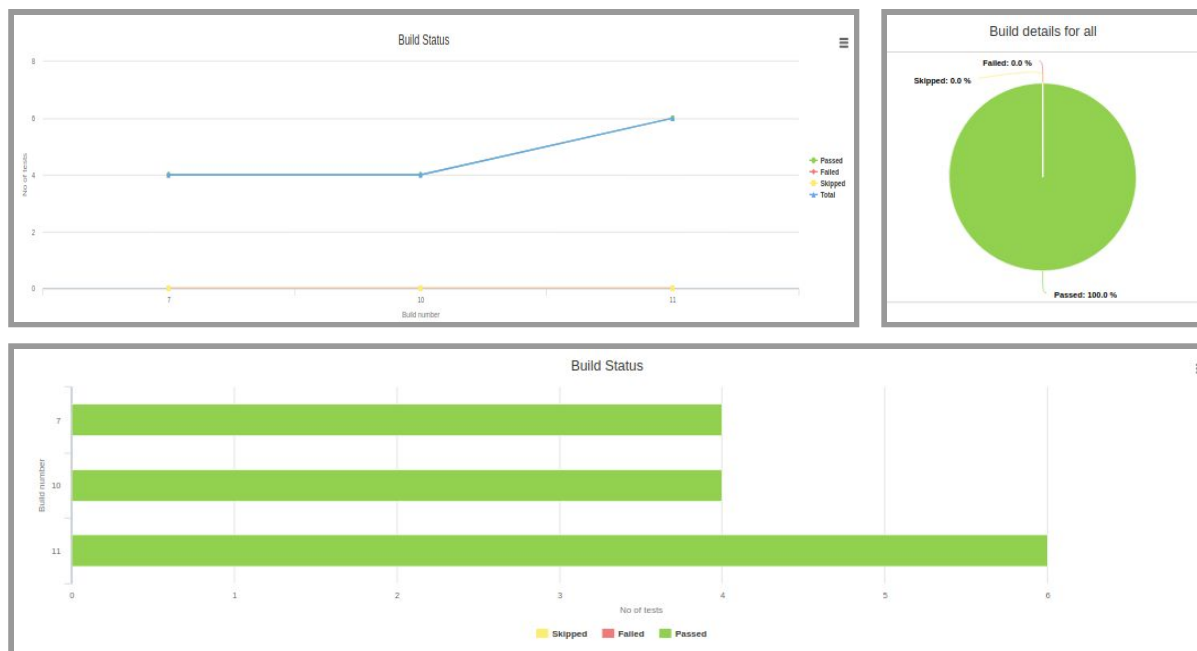 Build Status
8
6
4
2
0
No of tests
7 10 11
Build number
Passed
Failed
Skipped
Total
Build details for all
Failed: 0.0 %
Skipped: 0.0 %
Passed: 100.0 %
Build Status
7
10
11
Build number
0 1 2 3 4 5 6
No of tests
Skipped Failed Passed